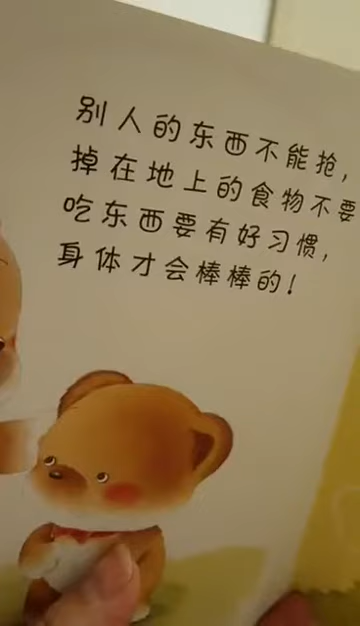 别人的东西不能抢，
掉在地上的食物不要
吃东西要有好习惯，
身体才会棒棒的！